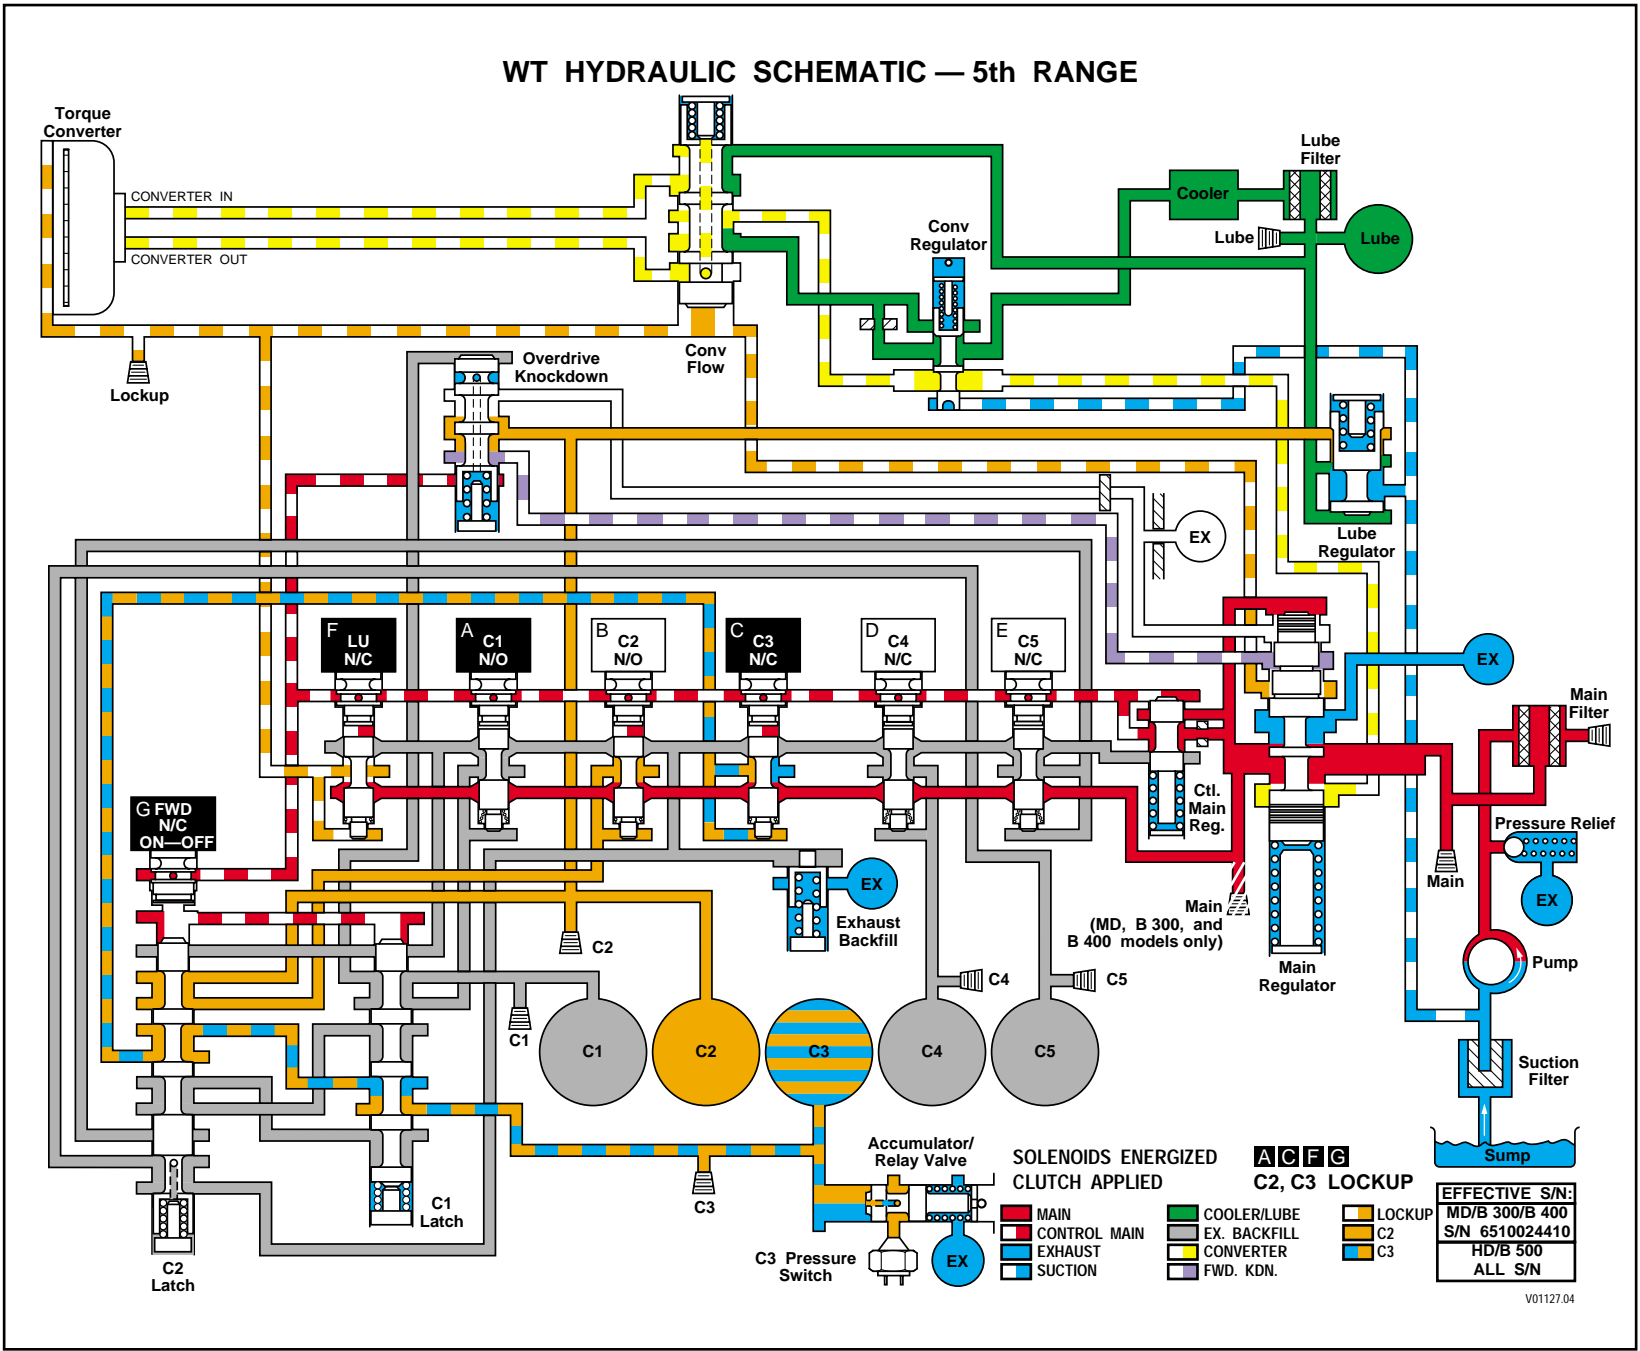 WT HYDRAULIC SCHEMATIC — 5th RANGE
Torque
Converter
CONVERTER IN
CONVERTER OUT
Lockup
Overdrive
Knockdown
Conv
Flow
Conv
Regulator
Cooler
Lube
Filter
Lube
Lube
Lube
Regulator
EX
EX
F
LU
N/C
A
C1
N/O
B
C2
N/O
C
C3
N/C
D
C4
N/C
E
C5
N/C
G FWD
N/C
ON—OFF
Ctl.
Main
Reg.
Main
Filter
Pressure Relief
EX
Main
Main
(MD, B 300, and
B 400 models only)
Main
Regulator
Pump
Suction
Filter
Sump
EX
Exhaust
Backfill
C2
C1
C4
C5
C1
C2
C3
C4
C5
C3
C1
Latch
C2
Latch
Accumulator/
Relay Valve
C3 Pressure
Switch
EX
SOLENOIDS ENERGIZED
A C F G
CLUTCH APPLIED
C2, C3 LOCKUP
MAIN
CONTROL MAIN
EXHAUST
SUCTION
COOLER/LUBE
EX. BACKFILL
CONVERTER
FWD. KDN.
LOCKUP
C2
C3
EFFECTIVE S/N:
MD/B 300/B 400
S/N 6510024410
HD/B 500
ALL S/N
V01127.04